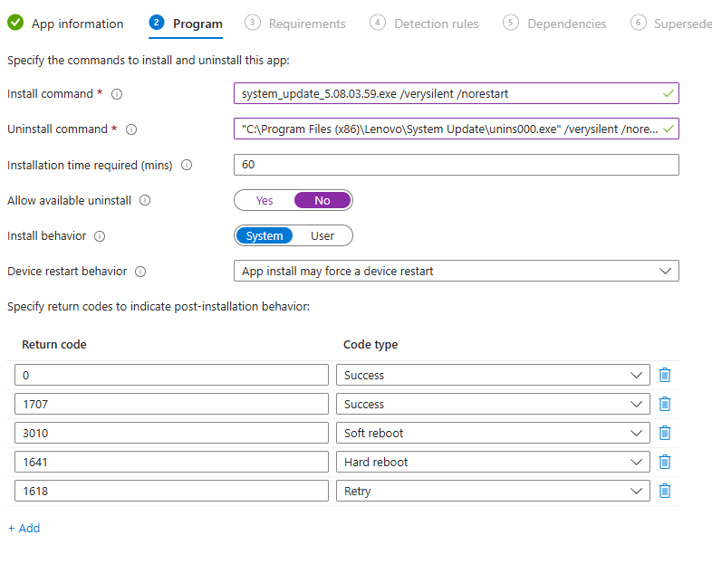 App information 2 Program 3 Requirements 4 Detection rules 5 Dependencies 6 Supersede
Specify the commands to install and uninstall this app:
Install command * system_update_5.08.03.59.exe /verysilent /norestart
Uninstall command * "C:\Program Files (x86)\Lenovo\System Update\unins000.exe" /verysilent /nore...
Installation time required (mins) 60
Allow available uninstall Yes No
Install behavior System User
Device restart behavior App install may force a device restart
Specify return codes to indicate post-installation behavior:
Return code Code type
0 Success
1707 Success
3010 Soft reboot
1641 Hard reboot
1618 Retry
+ Add